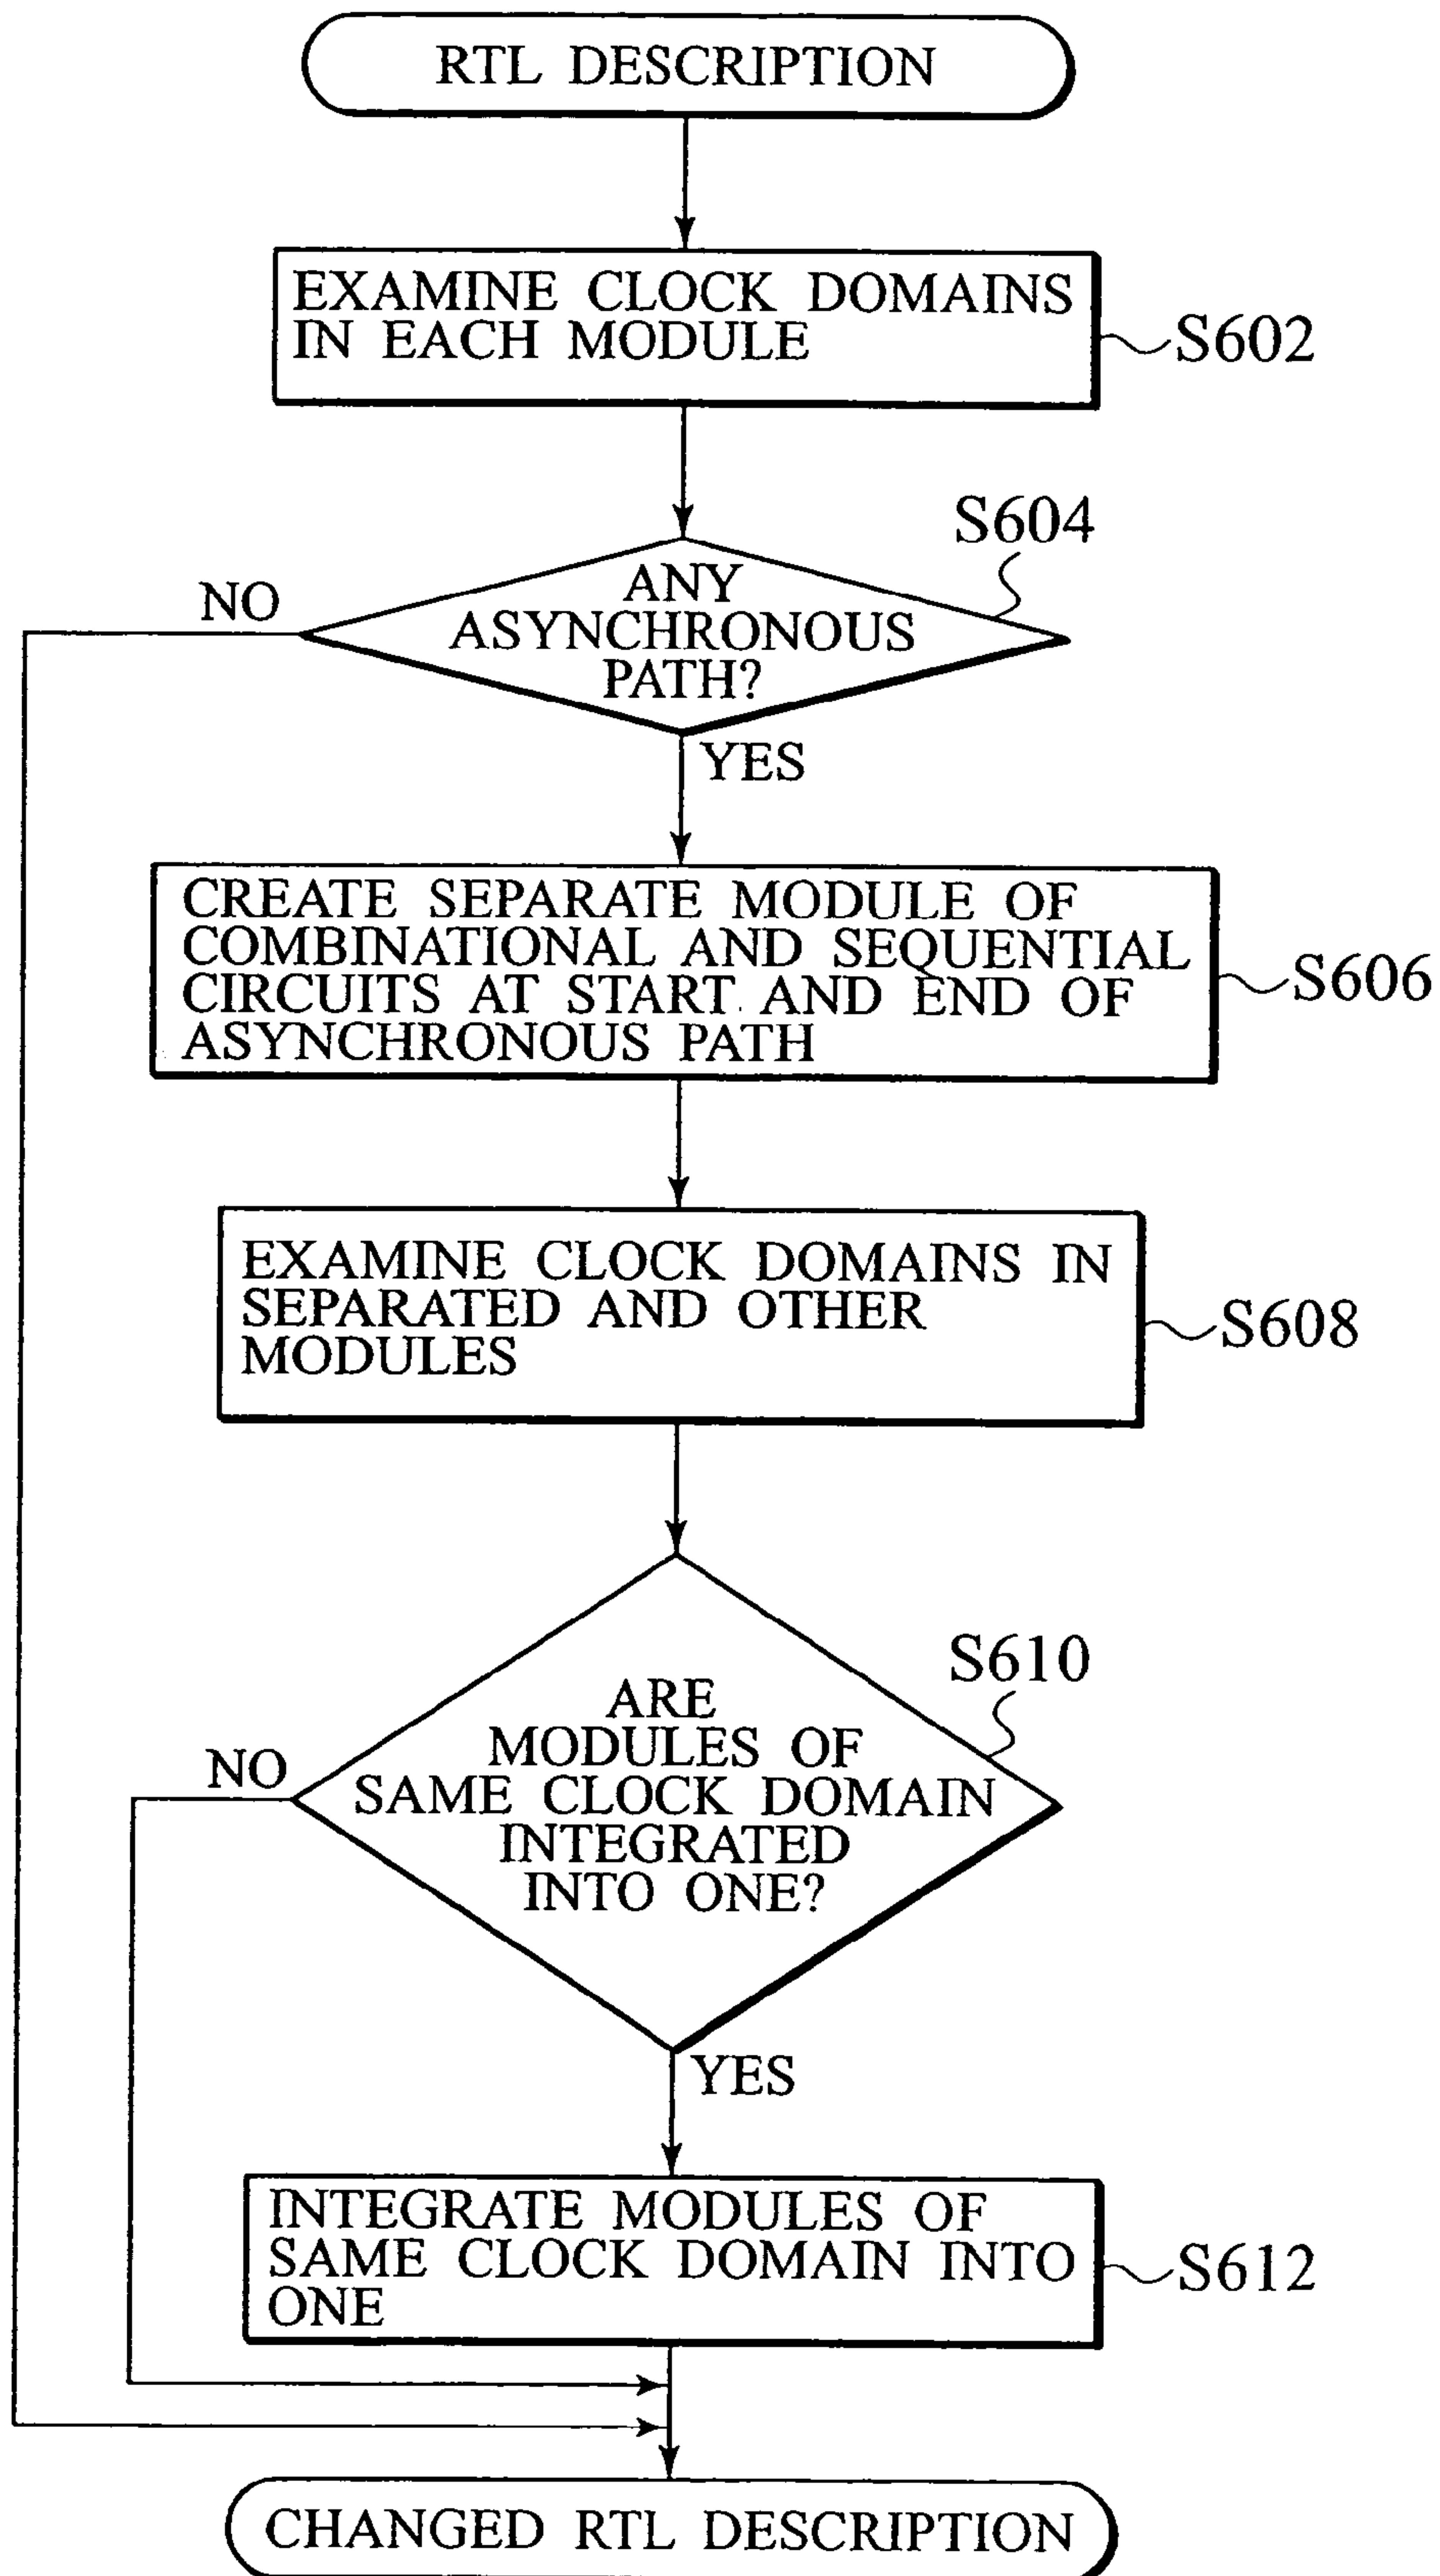 RTL DESCRIPTION
EXAMINE CLOCK DOMAINS
IN EACH MODULE
S602
S604
NO
ANY
ASYNCHRONOUS
PATH?
YES
CREATE SEPARATE MODULE OF
COMBINATIONAL AND SEQUENTIAL
CIRCUITS AT START AND END OF
ASYNCHRONOUS PATH
S606
EXAMINE CLOCK DOMAINS IN
SEPARATED AND OTHER
MODULES
S608
S610
NO
ARE
MODULES OF
SAME CLOCK DOMAIN
INTEGRATED
INTO ONE?
YES
INTEGRATE MODULES OF
SAME CLOCK DOMAIN INTO
ONE
S612
CHANGED RTL DESCRIPTION